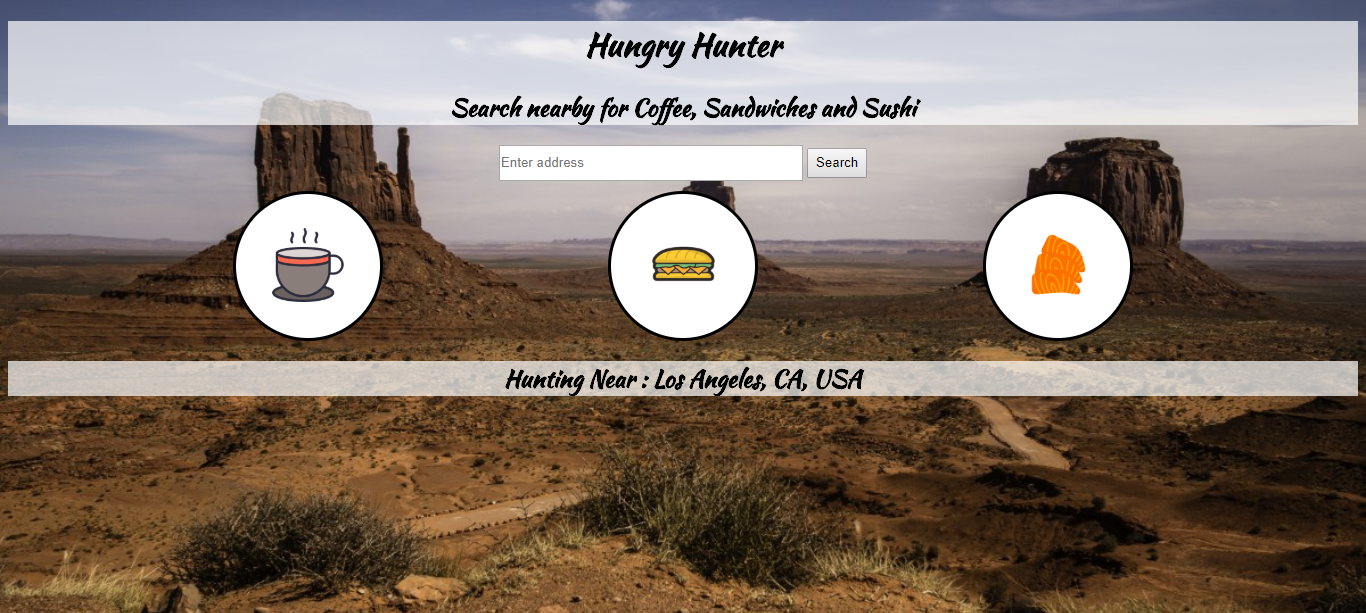 Hungry Hunter
Search nearby for Coffee, Sandwiches and Sushi
Enter address
Search
Hunting Near : Los Angeles, CA, USA